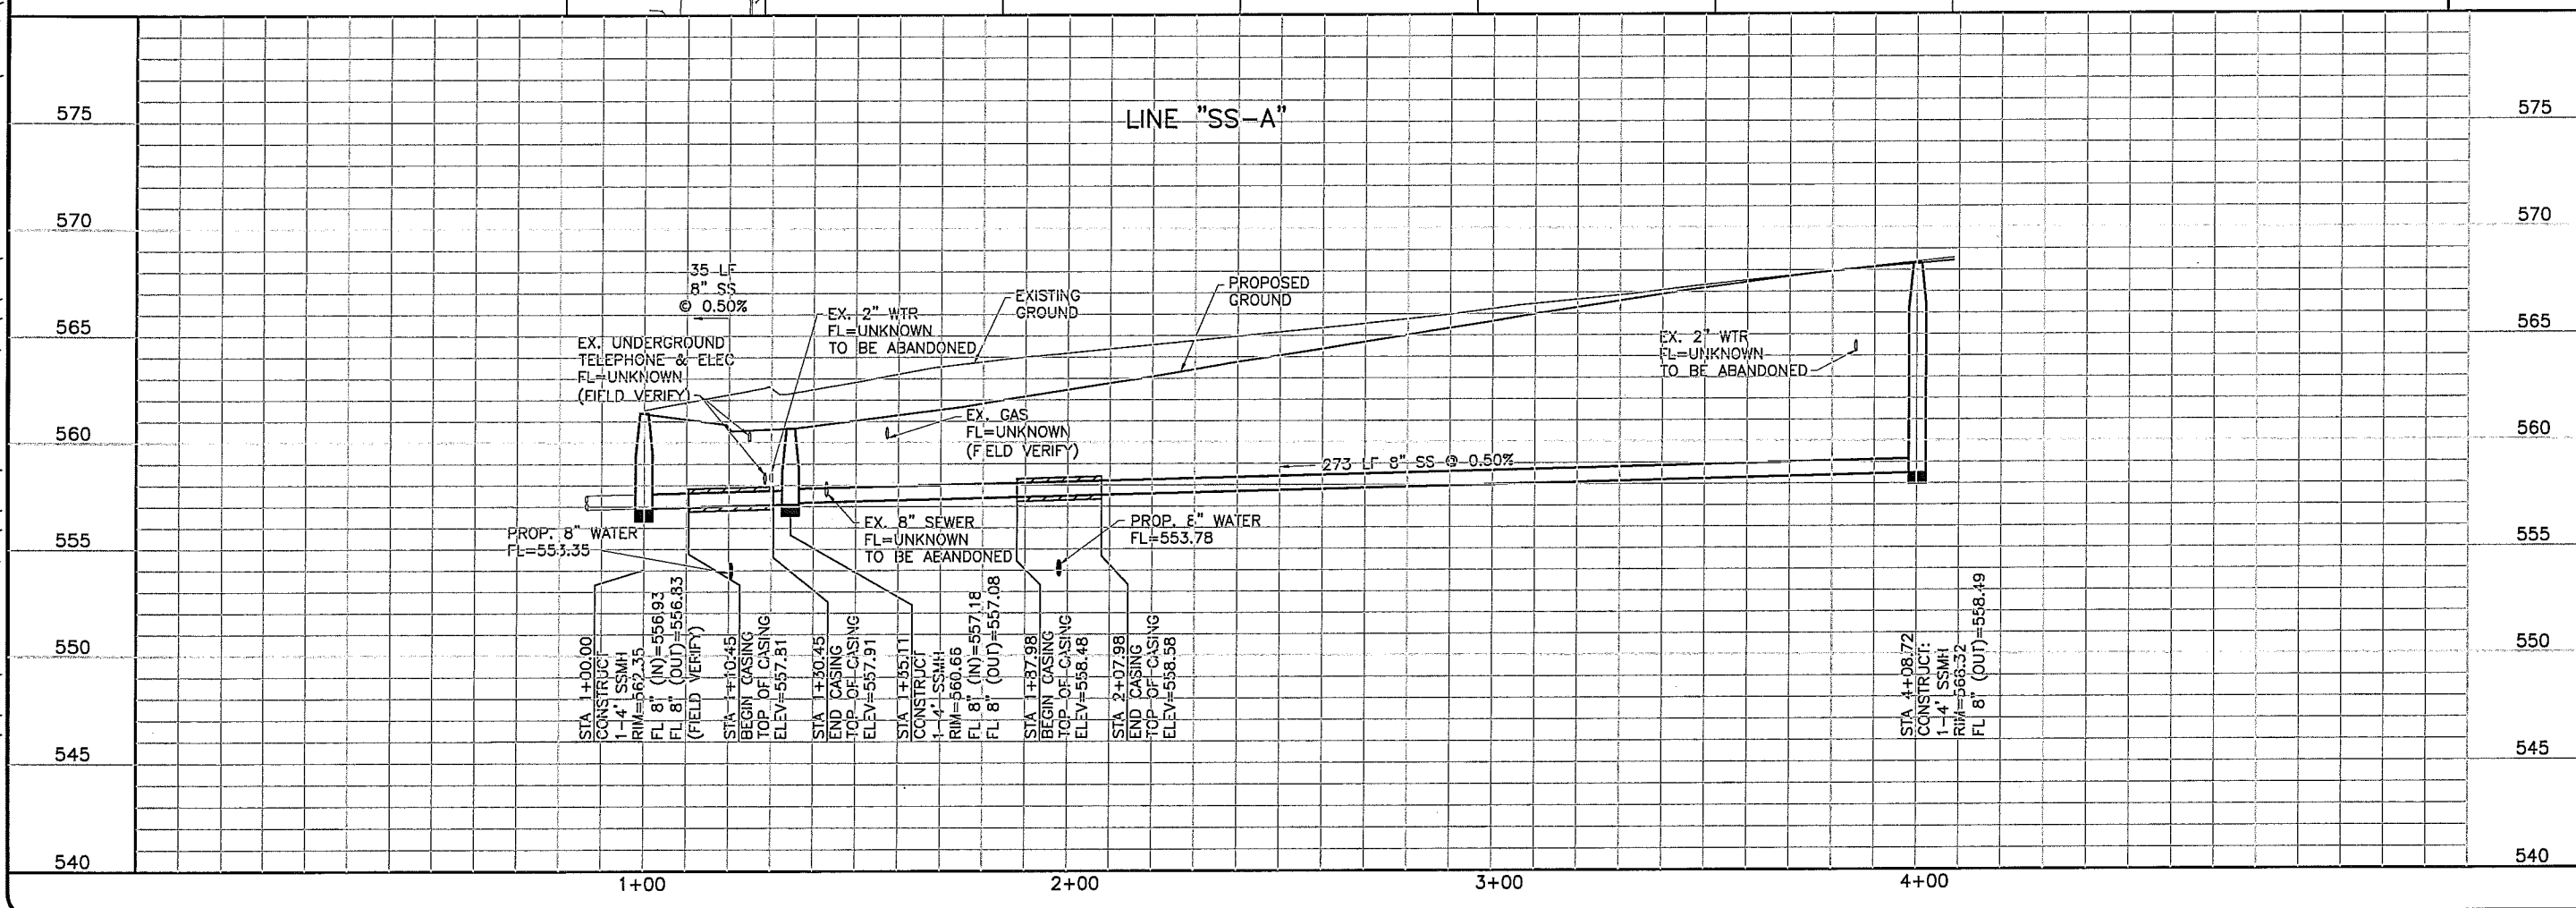 LINE "SS-A"
575
575
570
570
565
565
560
560
555
555
550
550
545
545
540
540
35 LF
8" SS
@ 0.50%
EX. UNDERGROUND
TELEPHONE & ELEC
FL=UNKNOWN
(FIELD VERIFY)
EX. 2" WTR
FL=UNKNOWN
TO BE ABANDONED
EXISTING
GROUND
PROPOSED
GROUND
EX. 2" WTR
FL=UNKNOWN
TO BE ABANDONED
EX. GAS
FL=UNKNOWN
(FIELD VERIFY)
273 LF 8" SS @ 0.50%
PROP. 8" WATER
FL=553.35
EX. 8" SEWER
FL=UNKNOWN
TO BE ABANDONED
PROP. 8" WATER
FL=553.78
STA 1+00.00
CONSTRUCT
1-4' SSMH
RIM=562.35
FL 8" (IN)=556.93
FL 8" (OUT)=556.83
(FIELD VERIFY)
STA 1+10.45
BEGIN CASING
TOP OF CASING
ELEV=557.81
STA 1+30.45
END CASING
TOP OF CASING
ELEV=557.91
STA 1+35.11
CONSTRUCT
1-4' SSMH
RIM=560.66
FL 8" (IN)=557.18
FL 8" (OUT)=557.08
STA 1+87.98
BEGIN CASING
TOP OF CASING
ELEV=558.48
STA 2+07.98
END CASING
TOP OF CASING
ELEV=558.58
STA 4+08.72
CONSTRUCT:
1-4' SSMH
RIM=568.32
FL 8" (OUT)=558.49
1+00
2+00
3+00
4+00